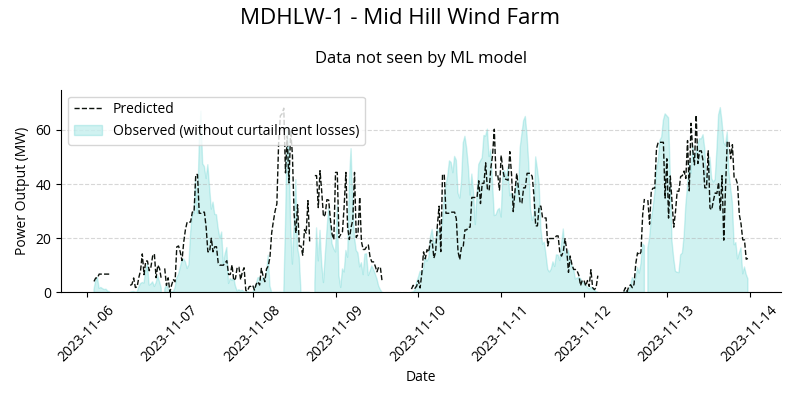 MDHLW-1 - Mid Hill Wind Farm
Data not seen by ML model
Predicted
Observed (without curtailment losses)
Power Output (MW)
60
40
20
0
2023-11-06
2023-11-07
2023-11-08
2023-11-09
2023-11-10
2023-11-11
2023-11-12
2023-11-13
2023-11-14
Date